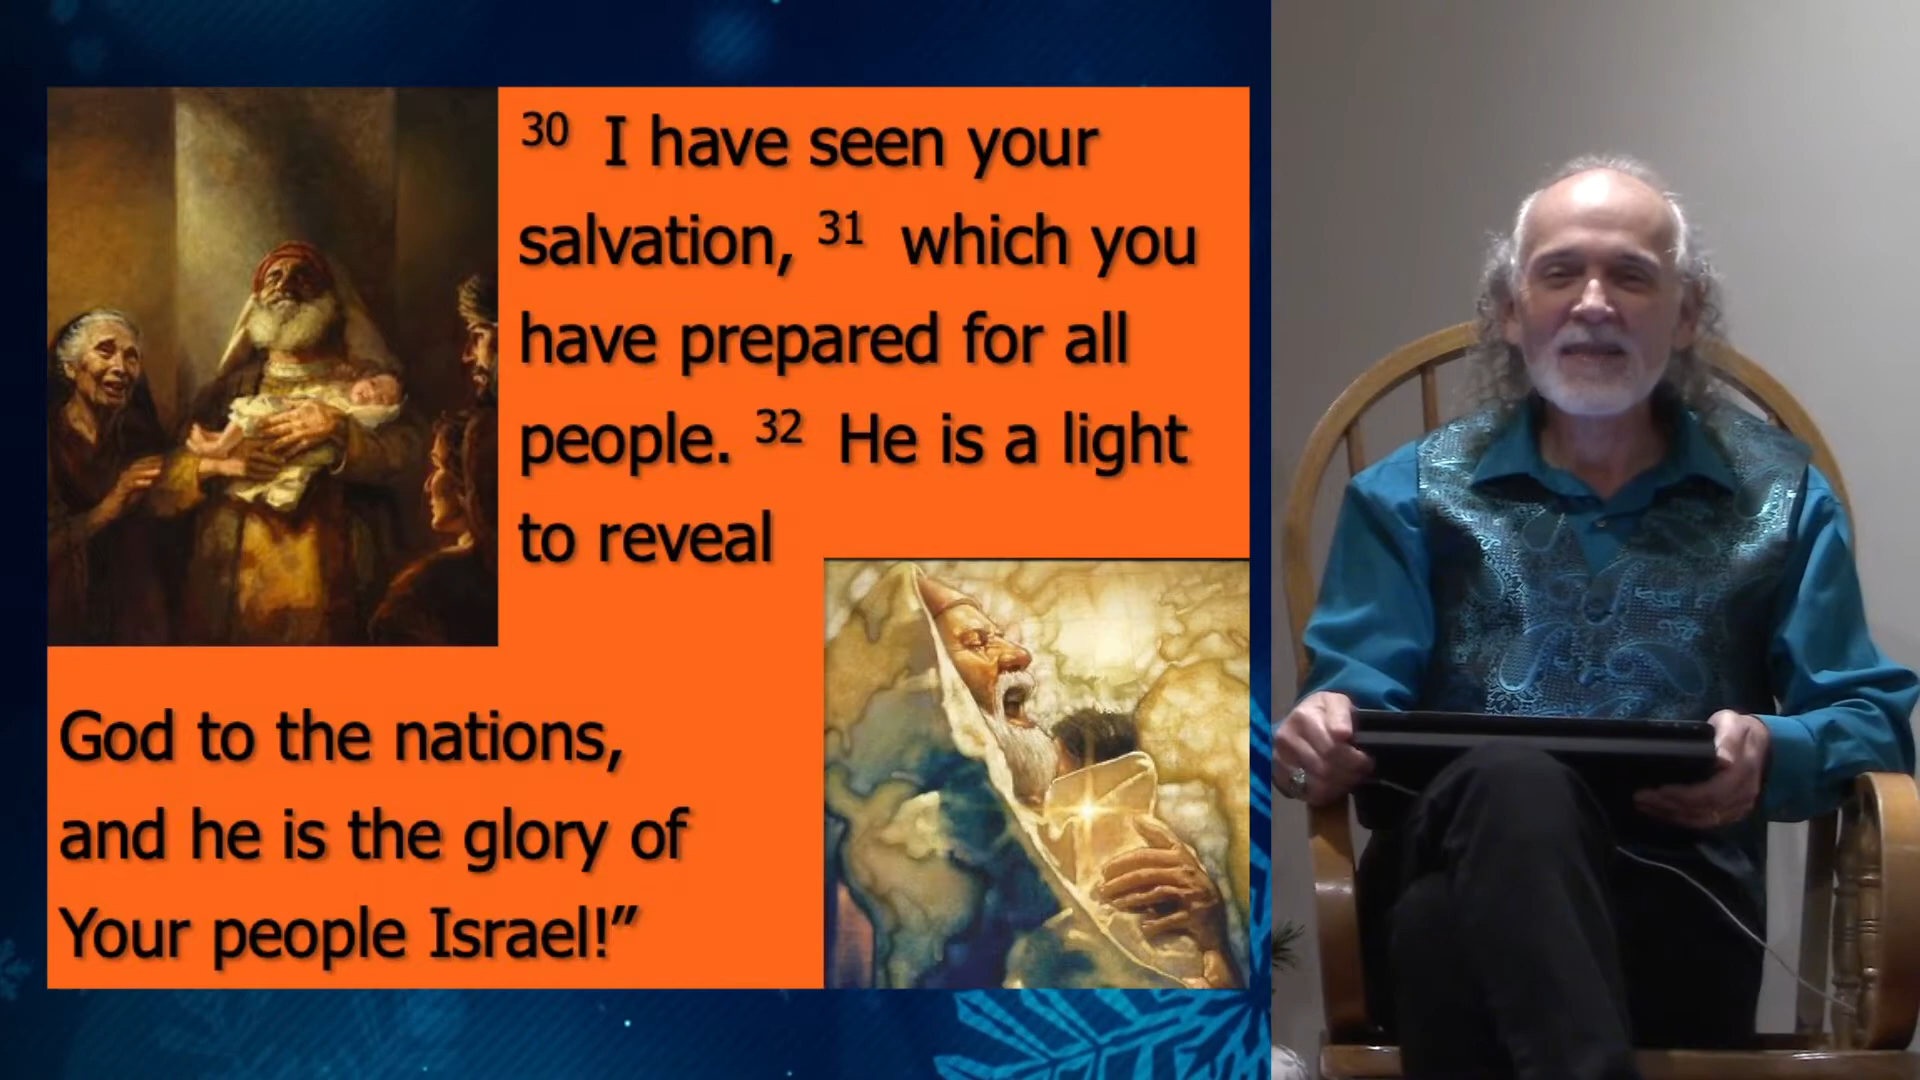 30 I have seen your
salvation, 31 which you
have prepared for all
people. 32 He is a light
to reveal
God to the nations,
and he is the glory of
Your people Israel!”